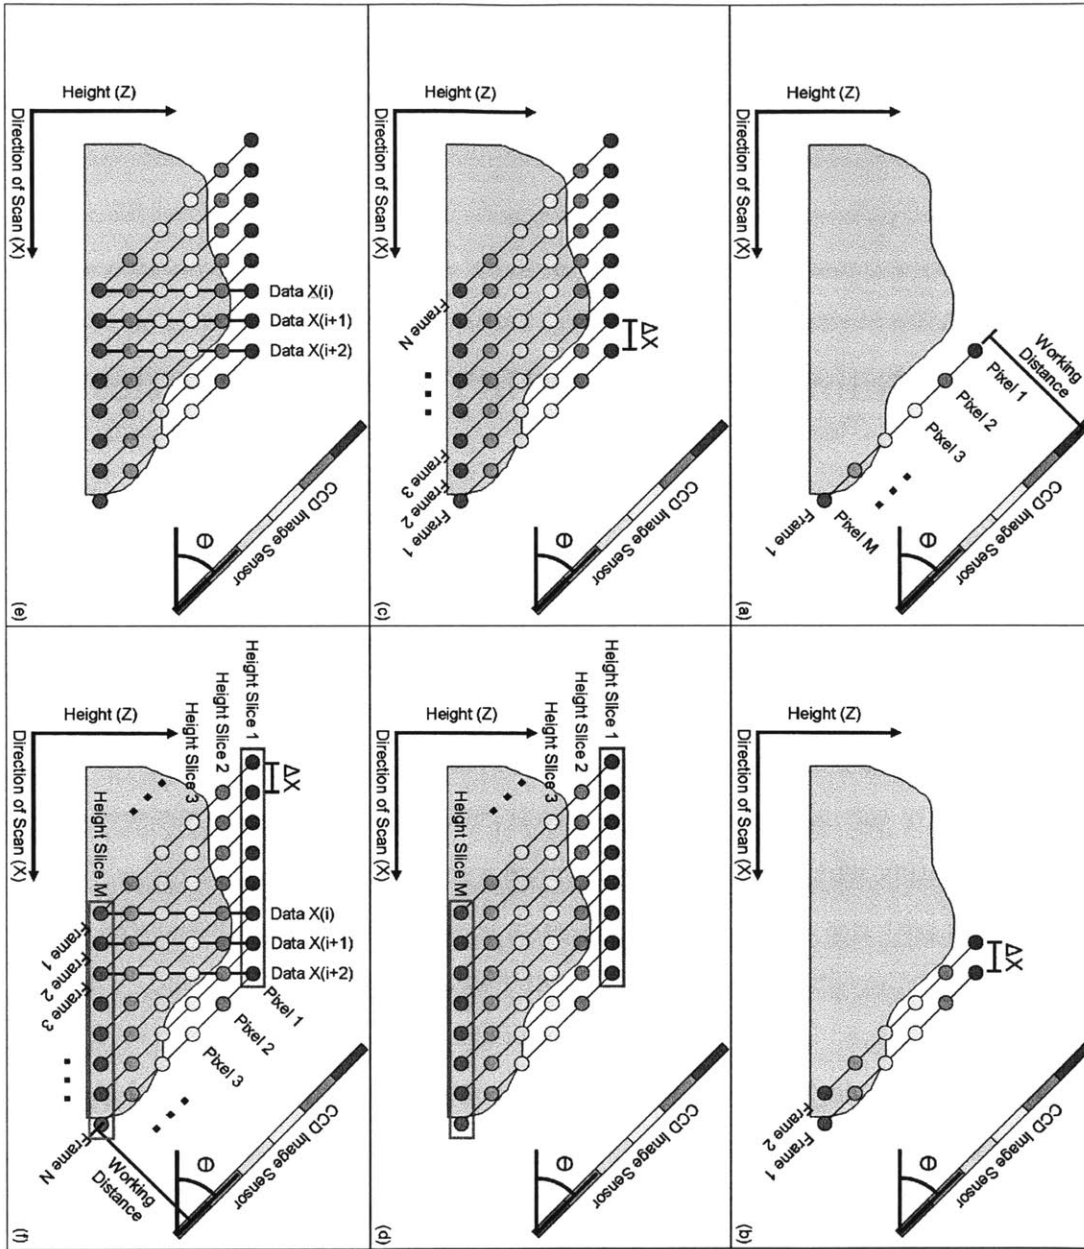 Height (Z)
Direction of Scan (X)
Working
Distance
Pixel 1
Pixel 2
Pixel 3
Pixel M
Frame 1
CCD Image Sensor
Θ
(a)
Height (Z)
Direction of Scan (X)
ΔX
Frame 2
Frame 1
CCD Image Sensor
Θ
(b)
Height (Z)
Direction of Scan (X)
ΔX
Frame N
Frame 3
Frame 2
Frame 1
CCD Image Sensor
Θ
(c)
Height Slice 1
Height Slice 2
Height Slice 3
Height Slice M
Height (Z)
Direction of Scan (X)
CCD Image Sensor
Θ
(d)
Height (Z)
Direction of Scan (X)
Data X(i)
Data X(i+1)
Data X(i+2)
CCD Image Sensor
Θ
(e)
Height Slice 1
Height Slice 2
Height Slice 3
Height Slice M
ΔX
Height (Z)
Direction of Scan (X)
Data X(i)
Data X(i+1)
Data X(i+2)
Pixel 1
Pixel 2
Pixel 3
Frame 1
Frame 2
Frame 3
Frame N
Working
Distance
CCD Image Sensor
Θ
(f)